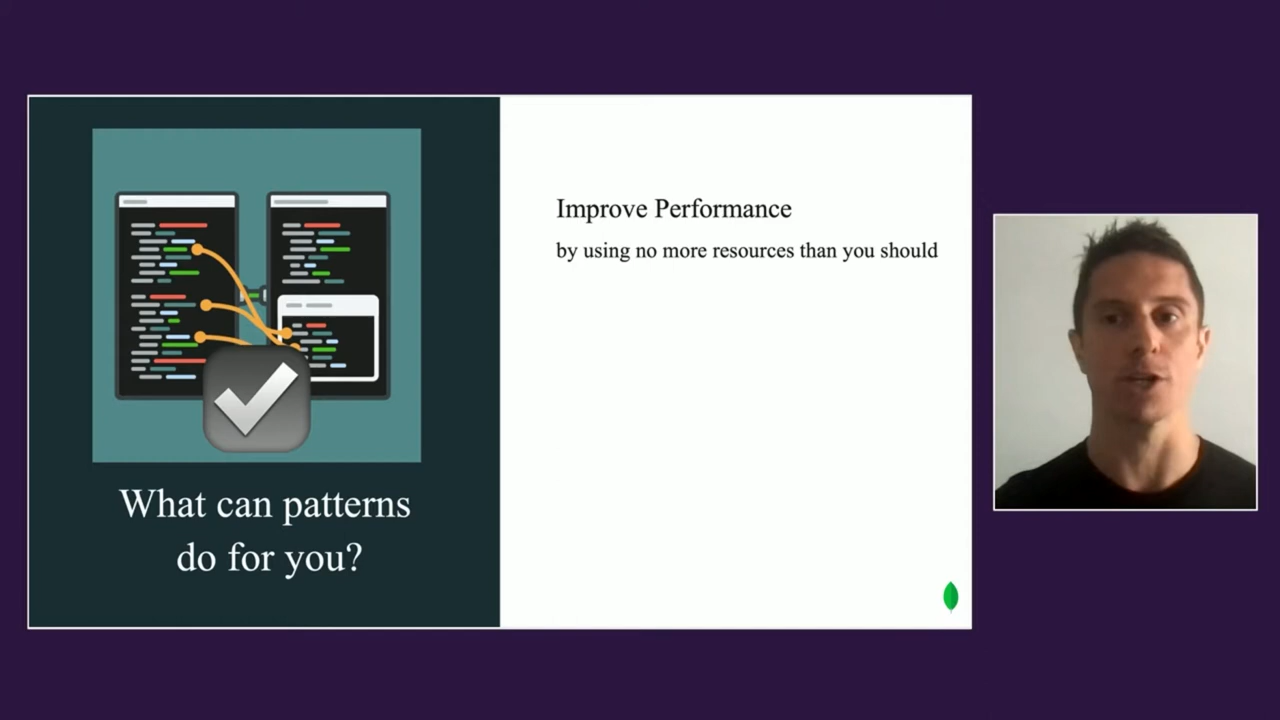 What can patterns
do for you?
Improve Performance
by using no more resources than you should